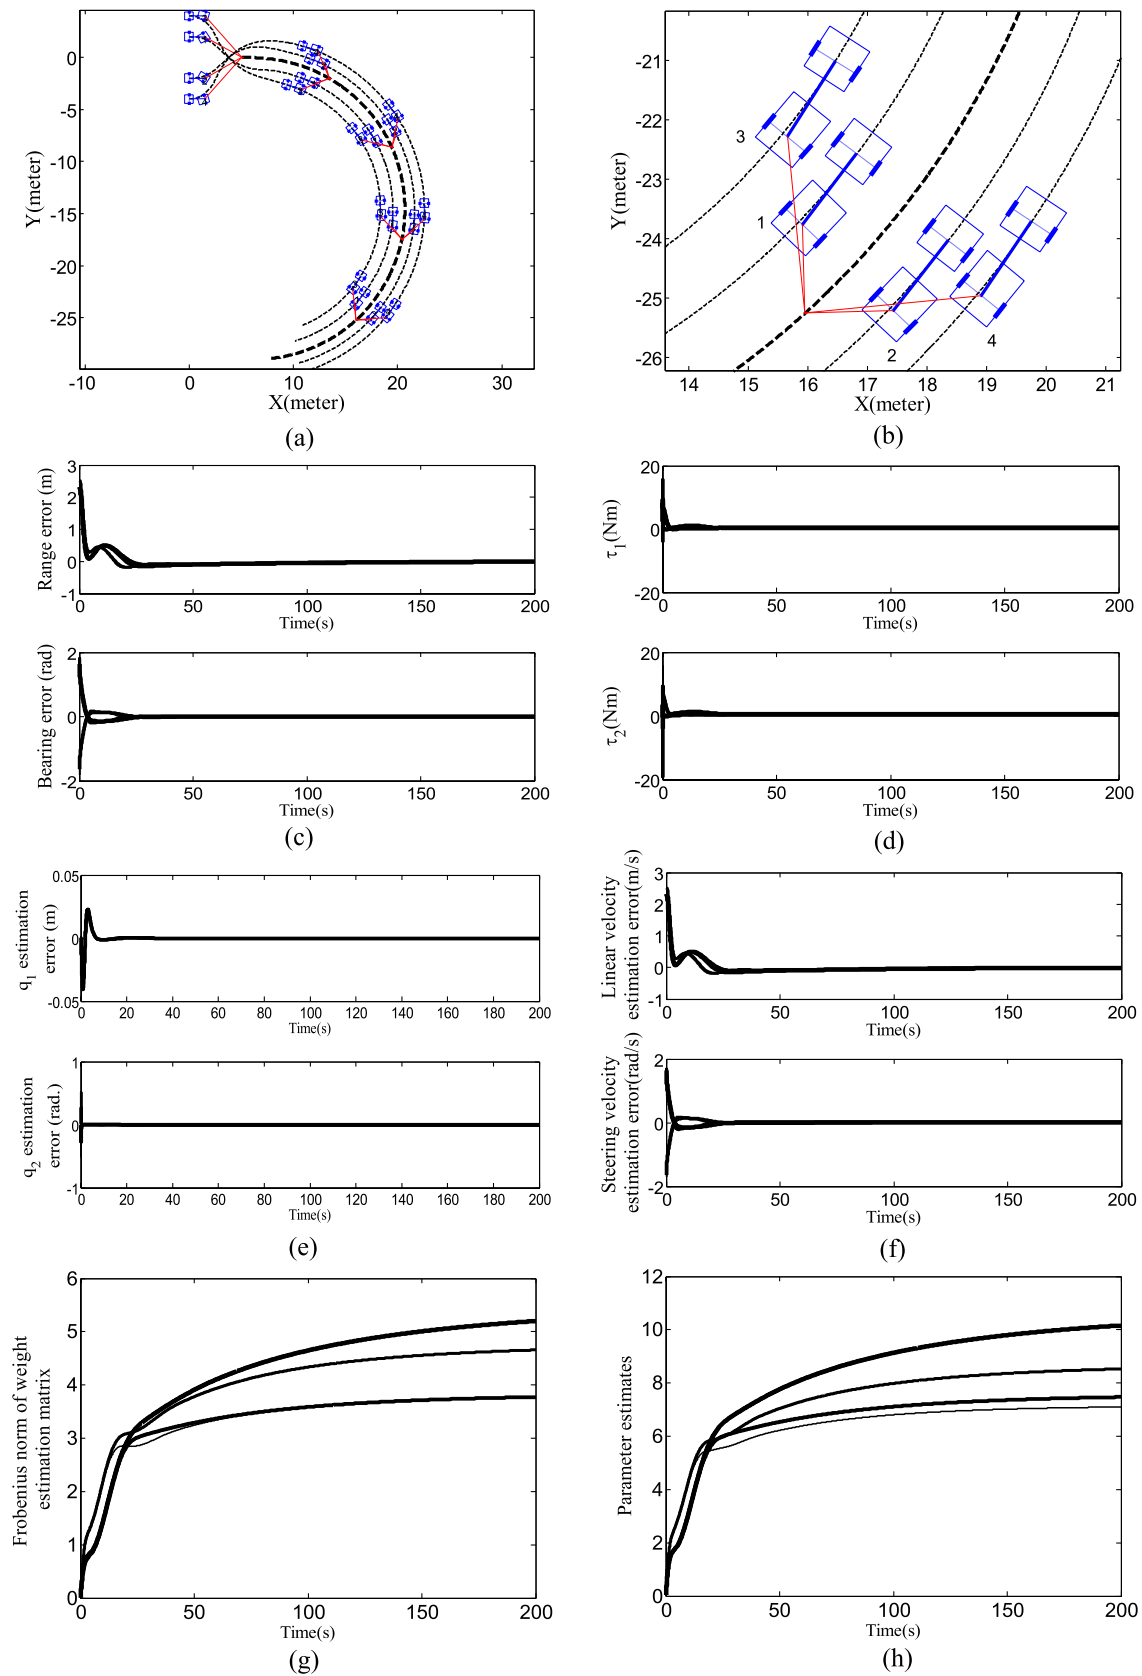 0
-5
-10
-15
-20
-25
-10
0
10
20
30
Y(meter)
X(meter)
(a)
-21
-22
-23
-24
-25
-26
14
15
16
17
18
19
20
21
3
1
2
4
Y(meter)
X(meter)
(b)
3
2
1
0
-1
0
50
100
150
200
Range error (m)
Time(s)
2
0
-2
0
50
100
150
200
Bearing error (rad)
Time(s)
(c)
20
0
-20
0
50
100
150
200
τ1(Nm)
Time(s)
20
0
-20
0
50
100
150
200
τ2(Nm)
Time(s)
(d)
0.05
0
-0.05
0 20 40 60 80 100 120 140 160 180 200
q1 estimation
error (m)
Time(s)
1
0
-1
0 20 40 60 80 100 120 140 160 180 200
q2 estimation
error (rad.)
Time(s)
(e)
3
2
1
0
-1
0
50
100
150
200
Linear velocity
estimation error(m/s)
Time(s)
2
0
-2
0
50
100
150
200
Steering velocity
estimation error(rad/s)
Time(s)
(f)
6
5
4
3
2
1
0
0
50
100
150
200
Frobenius norm of weight
estimation matrix
Time(s)
(g)
12
10
8
6
4
2
0
0
50
100
150
200
Parameter estimates
Time(s)
(h)